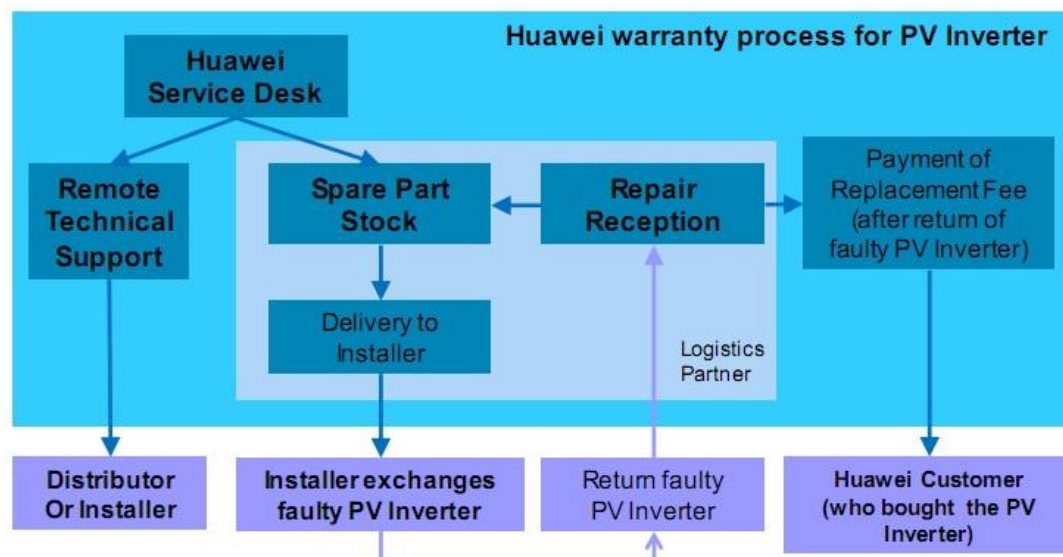 Huawei warranty process for PV Inverter
Huawei
Service Desk
Remote
Technical
Support
Spare Part
Stock
Repair
Reception
Payment of
Replacement Fee
(after return of
faulty PV Inverter)
Delivery to
Installer
Logistics
Partner
Distributor
Or Installer
Installer exchanges
faulty PV Inverter
Return faulty
PV Inverter
Huawei Customer
(who bought the PV
Inverter)